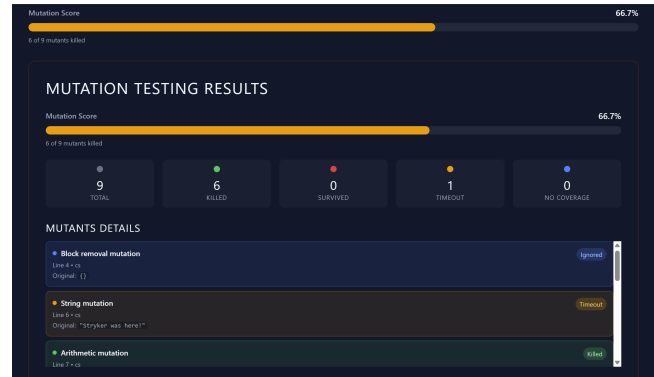 Mutation Score 66.7%
6 of 9 mutants killed
MUTATION TESTING RESULTS
Mutation Score 66.7%
6 of 9 mutants killed
9 6 0 1 0
TOTAL KILLED SURVIVED TIMEOUT NO COVERAGE
MUTANTS DETAILS
Block removal mutation Ignored
Line 4 • cs
Original: {}
String mutation Timeout
Line 6 • cs
Original: "Stryker was here!"
Arithmetic mutation Killed
Line 7 • cs